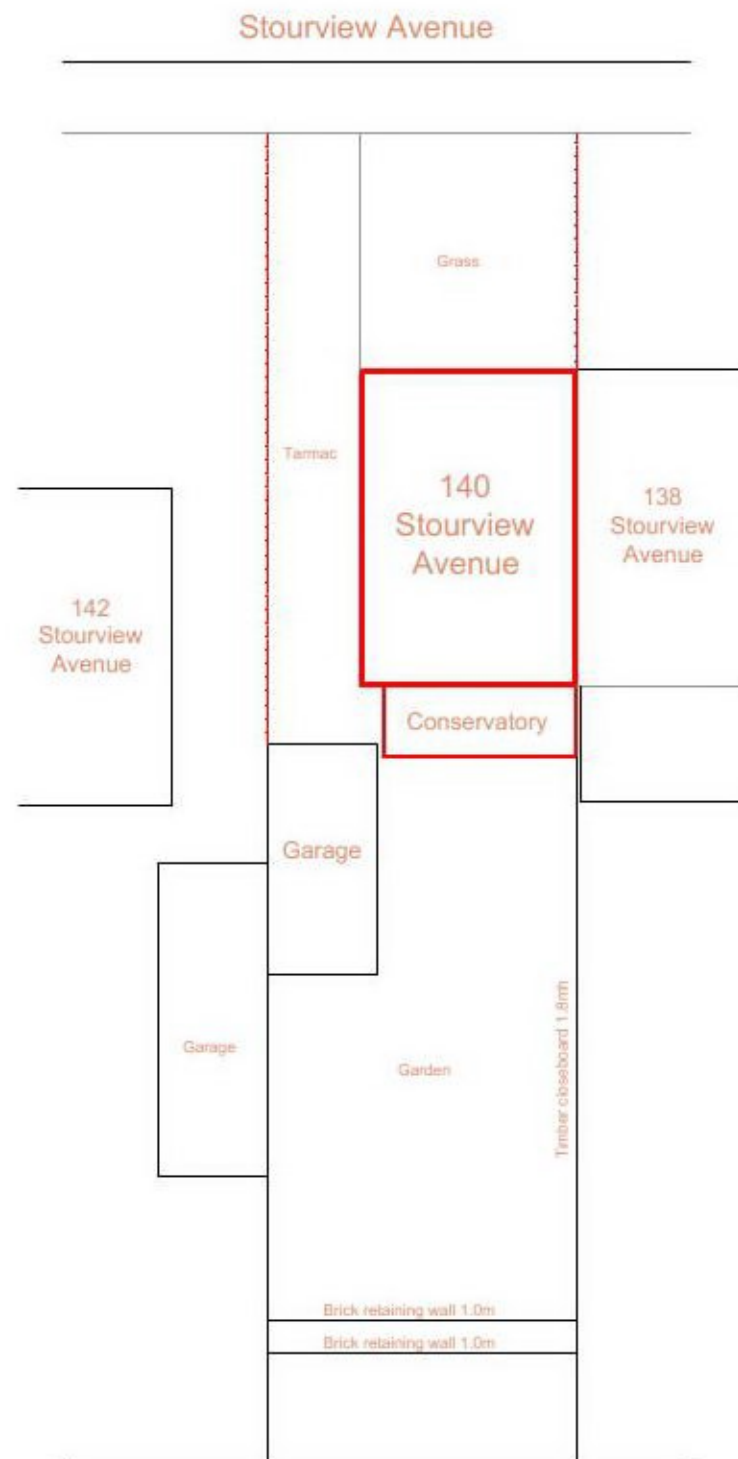 Stourview Avenue
Grass
Tarmac
140
Stourview
Avenue
138
Stourview
Avenue
142
Stourview
Avenue
Conservatory
Garage
Garage
Garden
Timber closeboard 1.8mh
Brick retaining wall 1.0m
Brick retaining wall 1.0m